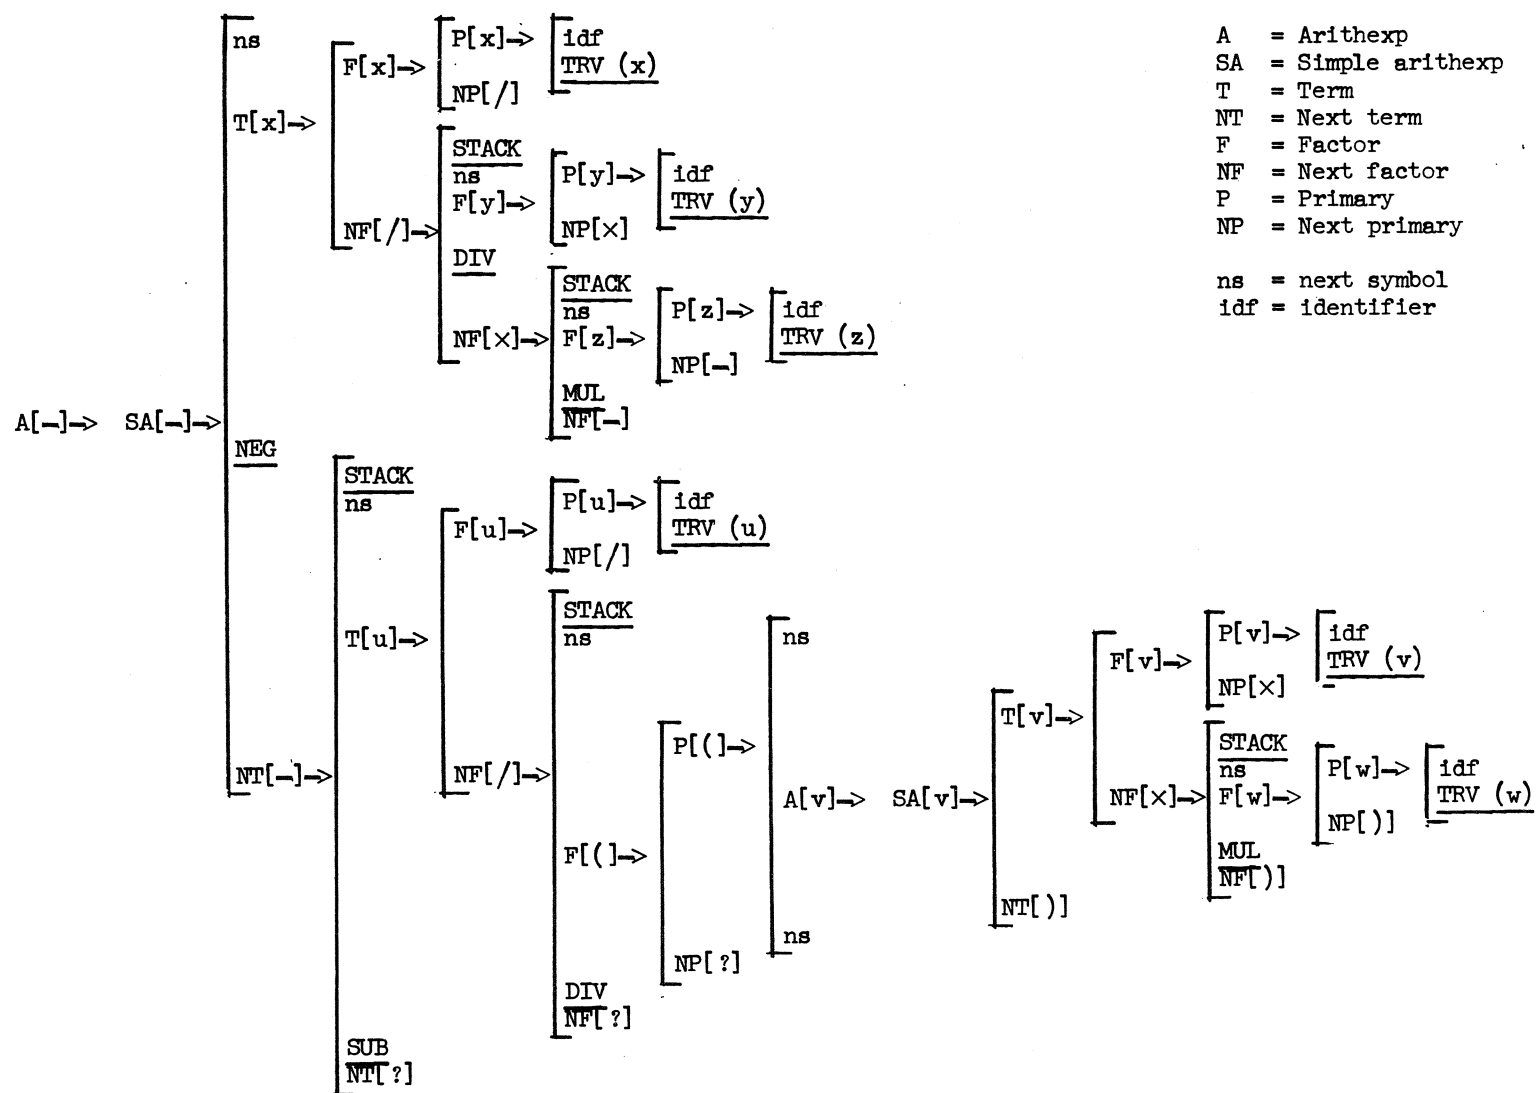 ns
P[x]→ idf
F[x]→ TRV (x)
NP[/]
T[x]→
STACK
ns P[y]→ idf
F[y]→ TRV (y)
NF[/]→ NP[×]
DIV
STACK
ns P[z]→ idf
NF[×]→ F[z]→ TRV (z)
NP[¬]
MUL
A[¬]→ SA[¬]→ NF[¬]
NEG
STACK
ns P[u]→ idf
F[u]→ TRV (u)
NP[/]
STACK
T[u]→ ns ns P[v]→ idf
F[v]→ TRV (v)
NP[×]
T[v]→
P[(]→ STACK
NT[¬]→ NF[/]→ ns P[w]→ idf
A[v]→ SA[v]→ NF[×]→ F[w]→ TRV (w)
NP[)]
F[(]→ MUL
NF[)]
NT[)]
ns
NP[?]
DIV
NF[?]
SUB
NT[?]
A = Arithexp
SA = Simple arithexp
T = Term
NT = Next term
F = Factor
NF = Next factor
P = Primary
NP = Next primary
ns = next symbol
idf = identifier